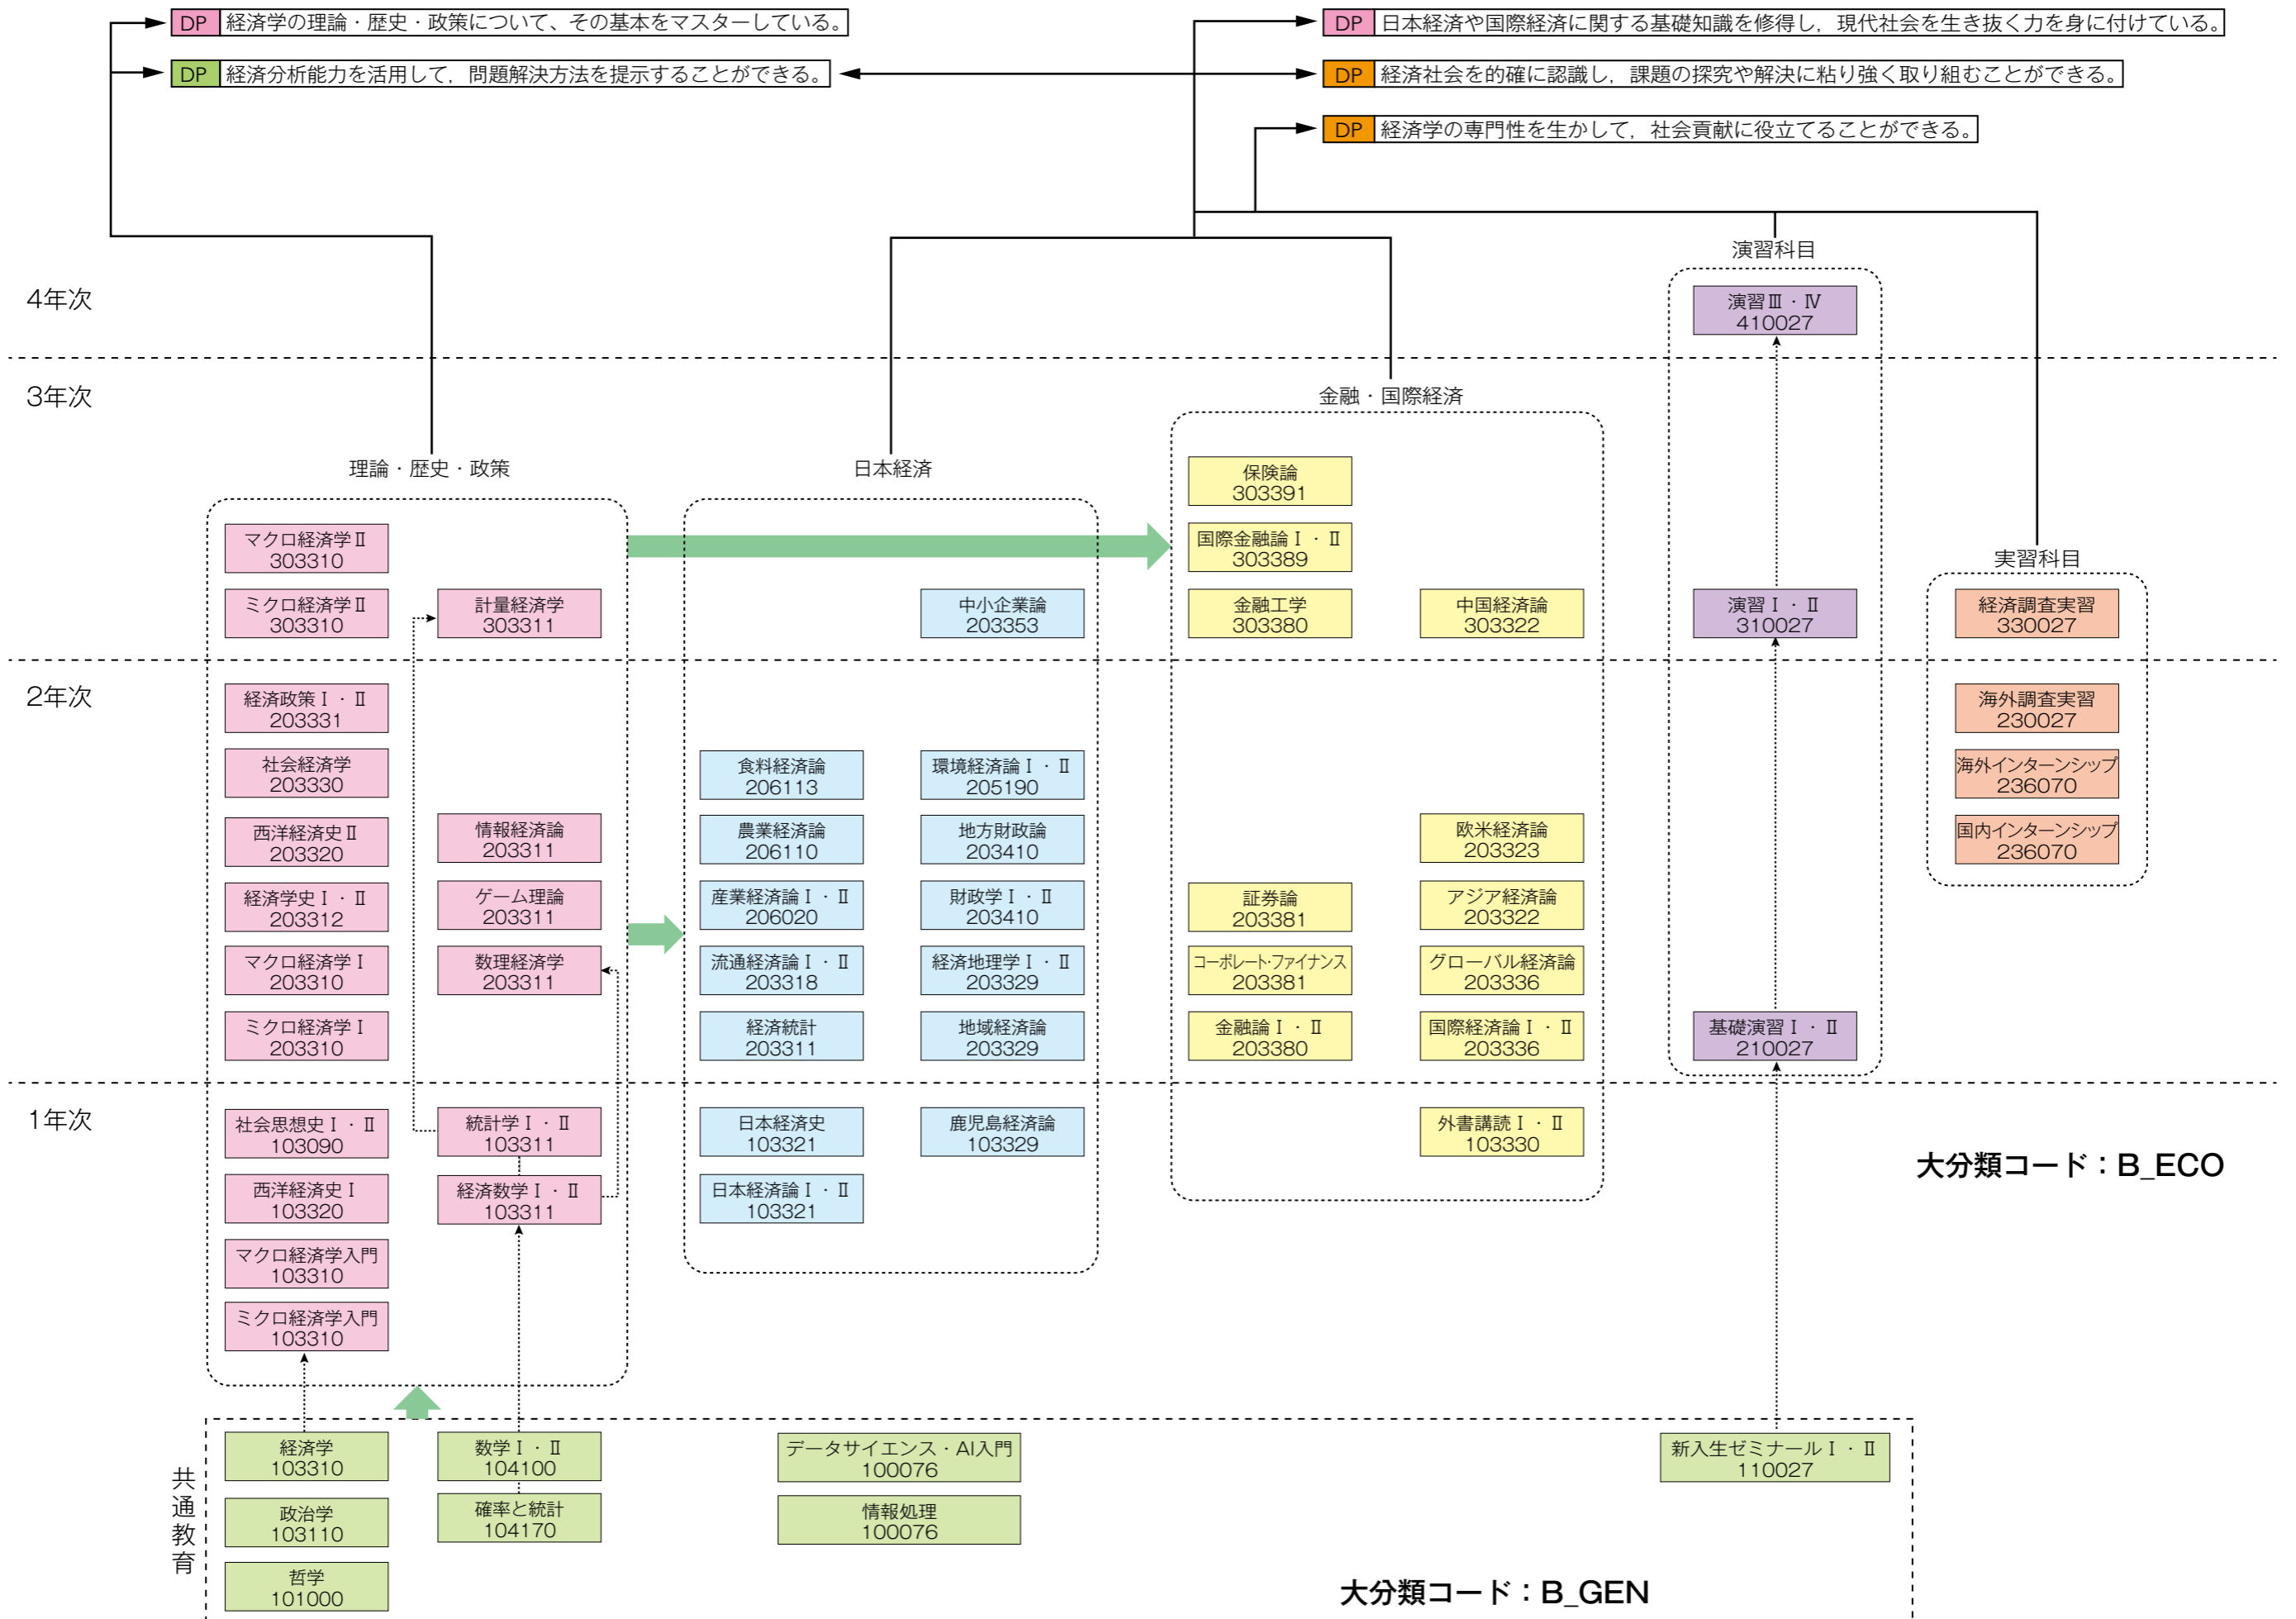 DP 経済学の理論・歴史・政策について、その基本をマスターしている。
DP 経済分析能力を活用して，問題解決方法を提示することができる。
DP 日本経済や国際経済に関する基礎知識を修得し，現代社会を生き抜く力を身に付けている。
DP 経済社会を的確に認識し，課題の探究や解決に粘り強く取り組むことができる。
DP 経済学の専門性を生かして，社会貢献に役立てることができる。
4年次
演習科目
演習Ⅲ・Ⅳ
410027
3年次
理論・歴史・政策
マクロ経済学Ⅱ
303310
ミクロ経済学Ⅱ
303310
計量経済学
303311
日本経済
中小企業論
203353
金融・国際経済
保険論
303391
国際金融論Ⅰ・Ⅱ
303389
金融工学
303380
中国経済論
303322
演習Ⅰ・Ⅱ
310027
実習科目
経済調査実習
330027
2年次
経済政策Ⅰ・Ⅱ
203331
社会経済学
203330
西洋経済史Ⅱ
203320
経済学史Ⅰ・Ⅱ
203312
マクロ経済学Ⅰ
203310
ミクロ経済学Ⅰ
203310
情報経済論
203311
ゲーム理論
203311
数理経済学
203311
食料経済論
206113
農業経済論
206110
産業経済論Ⅰ・Ⅱ
206020
流通経済論Ⅰ・Ⅱ
203318
経済統計
203311
環境経済論Ⅰ・Ⅱ
205190
地方財政論
203410
財政学Ⅰ・Ⅱ
203410
経済地理学Ⅰ・Ⅱ
203329
地域経済論
203329
証券論
203381
コーポレート・ファイナンス
203381
金融論Ⅰ・Ⅱ
203380
欧米経済論
203323
アジア経済論
203322
グローバル経済論
203336
国際経済論Ⅰ・Ⅱ
203336
基礎演習Ⅰ・Ⅱ
210027
海外調査実習
230027
海外インターンシップ
236070
国内インターンシップ
236070
1年次
社会思想史Ⅰ・Ⅱ
103090
西洋経済史Ⅰ
103320
マクロ経済学入門
103310
ミクロ経済学入門
103310
統計学Ⅰ・Ⅱ
103311
経済数学Ⅰ・Ⅱ
103311
日本経済史
103321
日本経済論Ⅰ・Ⅱ
103321
鹿児島経済論
103329
外書講読Ⅰ・Ⅱ
103330
大分類コード：B_ECO
共通教育
経済学
103310
政治学
103110
哲学
101000
数学Ⅰ・Ⅱ
104100
確率と統計
104170
データサイエンス・AI入門
100076
情報処理
100076
新入生ゼミナールⅠ・Ⅱ
110027
大分類コード：B_GEN